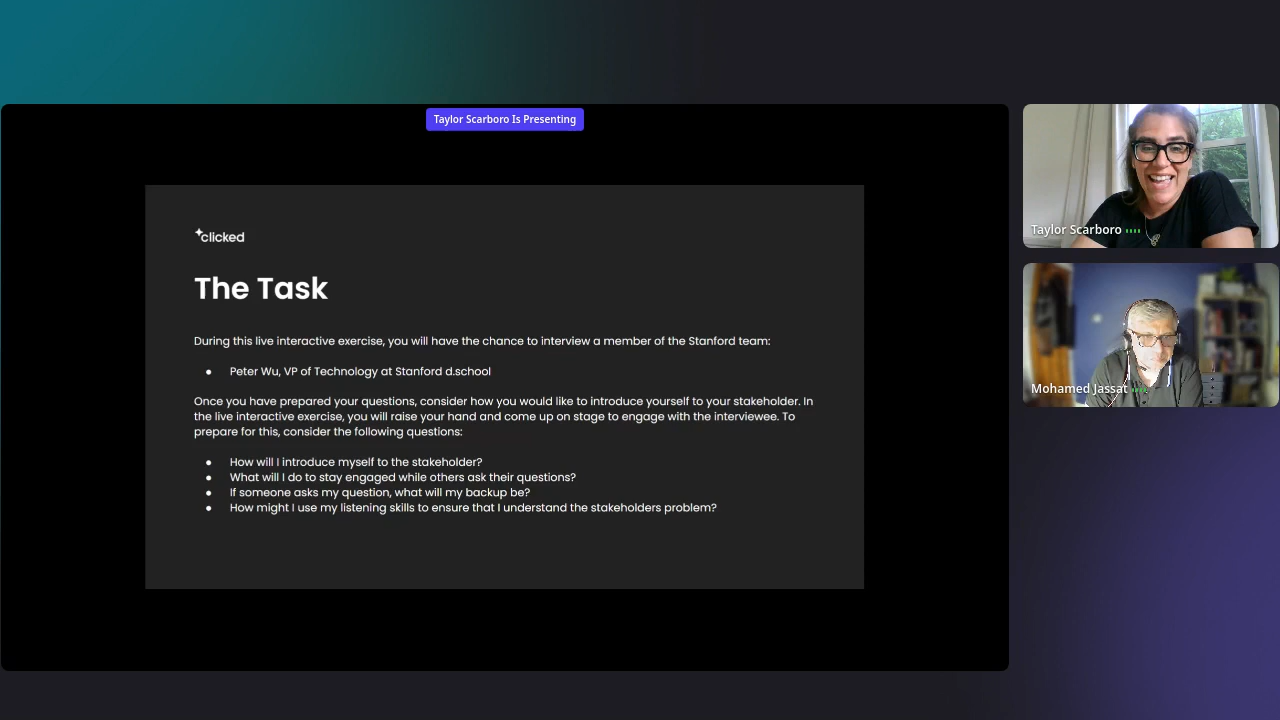 Taylor Scarboro Is Presenting
clicked
The Task
During this live interactive exercise, you will have the chance to interview a member of the Stanford team:
● Peter Wu, VP of Technology at Stanford d.school
Once you have prepared your questions, consider how you would like to introduce yourself to your stakeholder. In
the live interactive exercise, you will raise your hand and come up on stage to engage with the interviewee. To
prepare for this, consider the following questions:
● How will I introduce myself to the stakeholder?
● What will I do to stay engaged while others ask their questions?
● If someone asks my question, what will my backup be?
● How might I use my listening skills to ensure that I understand the stakeholders problem?
Taylor Scarboro
Mohamed Jassat